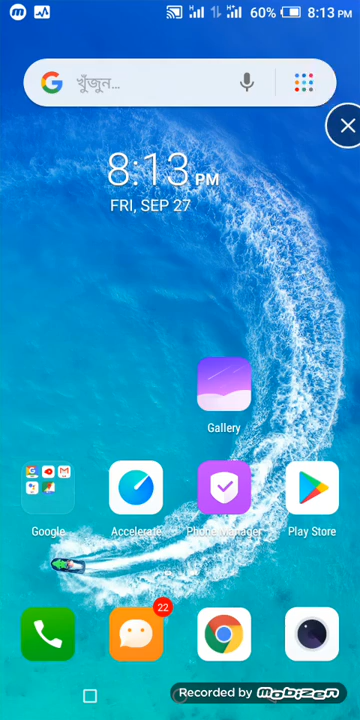 60% 8:13 PM
খুঁজুন...
8:13 PM
FRI, SEP 27
Gallery
Google
Accelerate
Phone Manager
Play Store
22
Recorded by mobizen